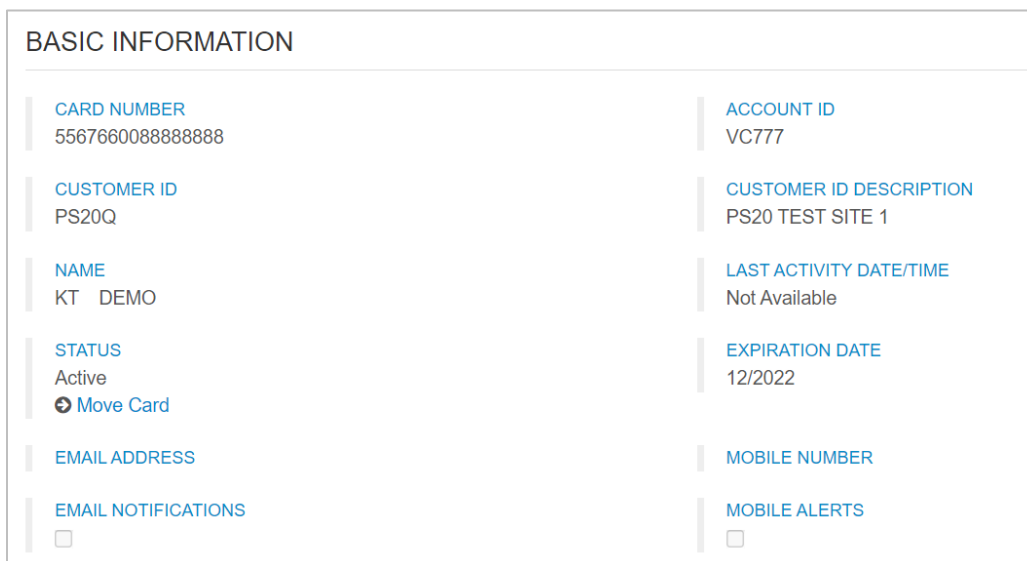 BASIC INFORMATION
CARD NUMBER
5567660088888888
ACCOUNT ID
VC777
CUSTOMER ID
PS20Q
CUSTOMER ID DESCRIPTION
PS20 TEST SITE 1
NAME
KT DEMO
LAST ACTIVITY DATE/TIME
Not Available
STATUS
Active
Move Card
EXPIRATION DATE
12/2022
EMAIL ADDRESS
MOBILE NUMBER
EMAIL NOTIFICATIONS
MOBILE ALERTS